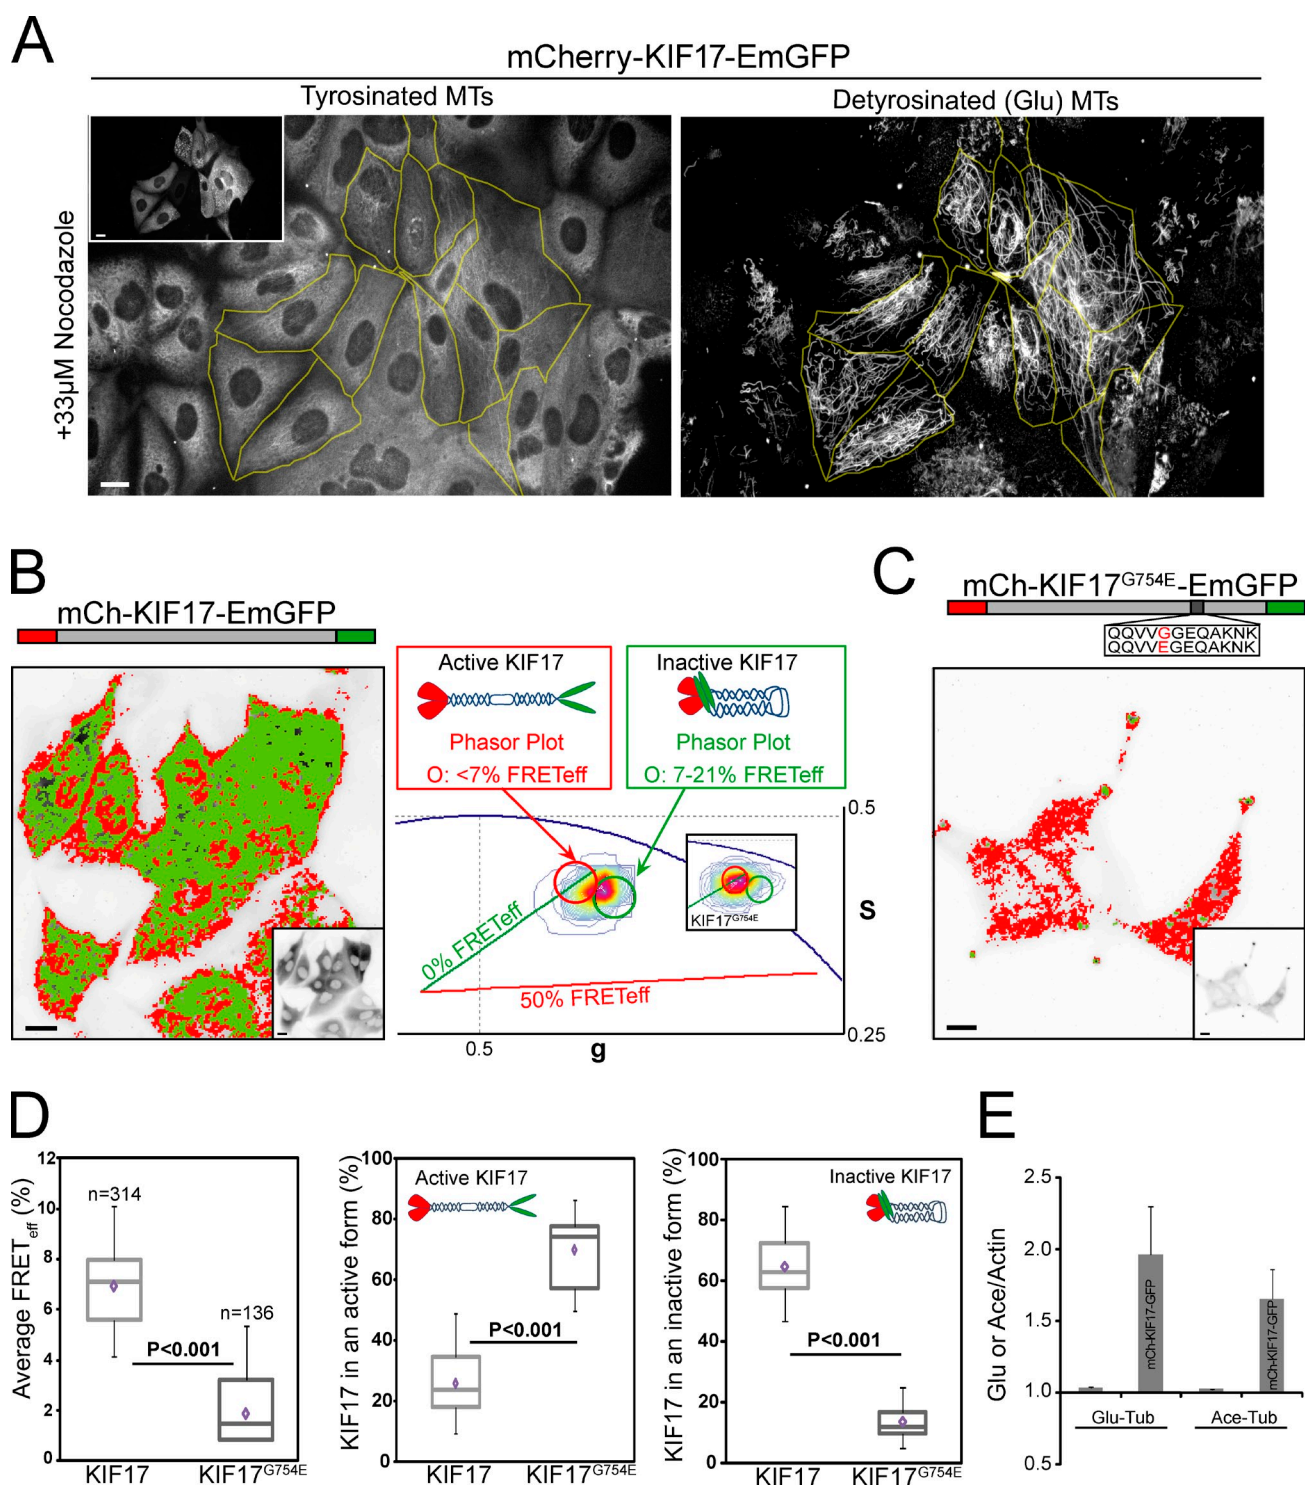 A
mCherry-KIF17-EmGFP
Tyrosinated MTs
Detyrosinated (Glu) MTs
+33µM Nocodazole
B
mCh-KIF17-EmGFP
Active KIF17
Phasor Plot
O: <7% FRETeff
Inactive KIF17
Phasor Plot
O: 7-21% FRETeff
0.5
S
KIF17G754E
0% FRETeff
50% FRETeff
0.25
0.5
g
C
mCh-KIF17G754E-EmGFP
QQVVGGEQAKNK
QQVVEGEQAKNK
D
Average FRETeff (%)
12
10
8
6
4
2
0
n=314
n=136
P<0.001
KIF17
KIF17G754E
KIF17 in an active form (%)
100
80
60
40
20
0
Active KIF17
P<0.001
KIF17
KIF17G754E
KIF17 in an inactive form (%)
100
80
60
40
20
0
Inactive KIF17
P<0.001
KIF17
KIF17G754E
E
Glu or Ace/Actin
2.5
2.0
1.5
1.0
0.5
mCh-KIF17-GFP
mCh-KIF17-GFP
Glu-Tub
Ace-Tub